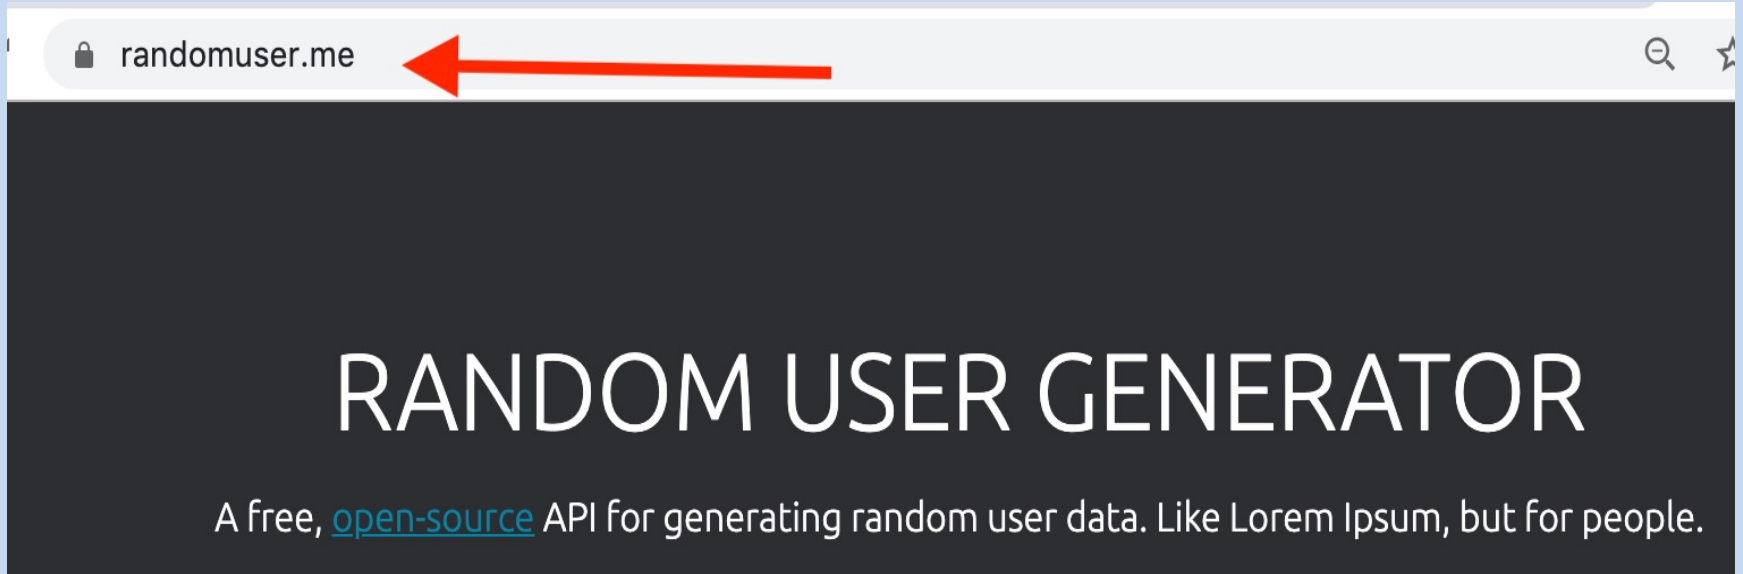 randomuser.me
RANDOM USER GENERATOR
A free, open-source API for generating random user data. Like Lorem Ipsum, but for people.